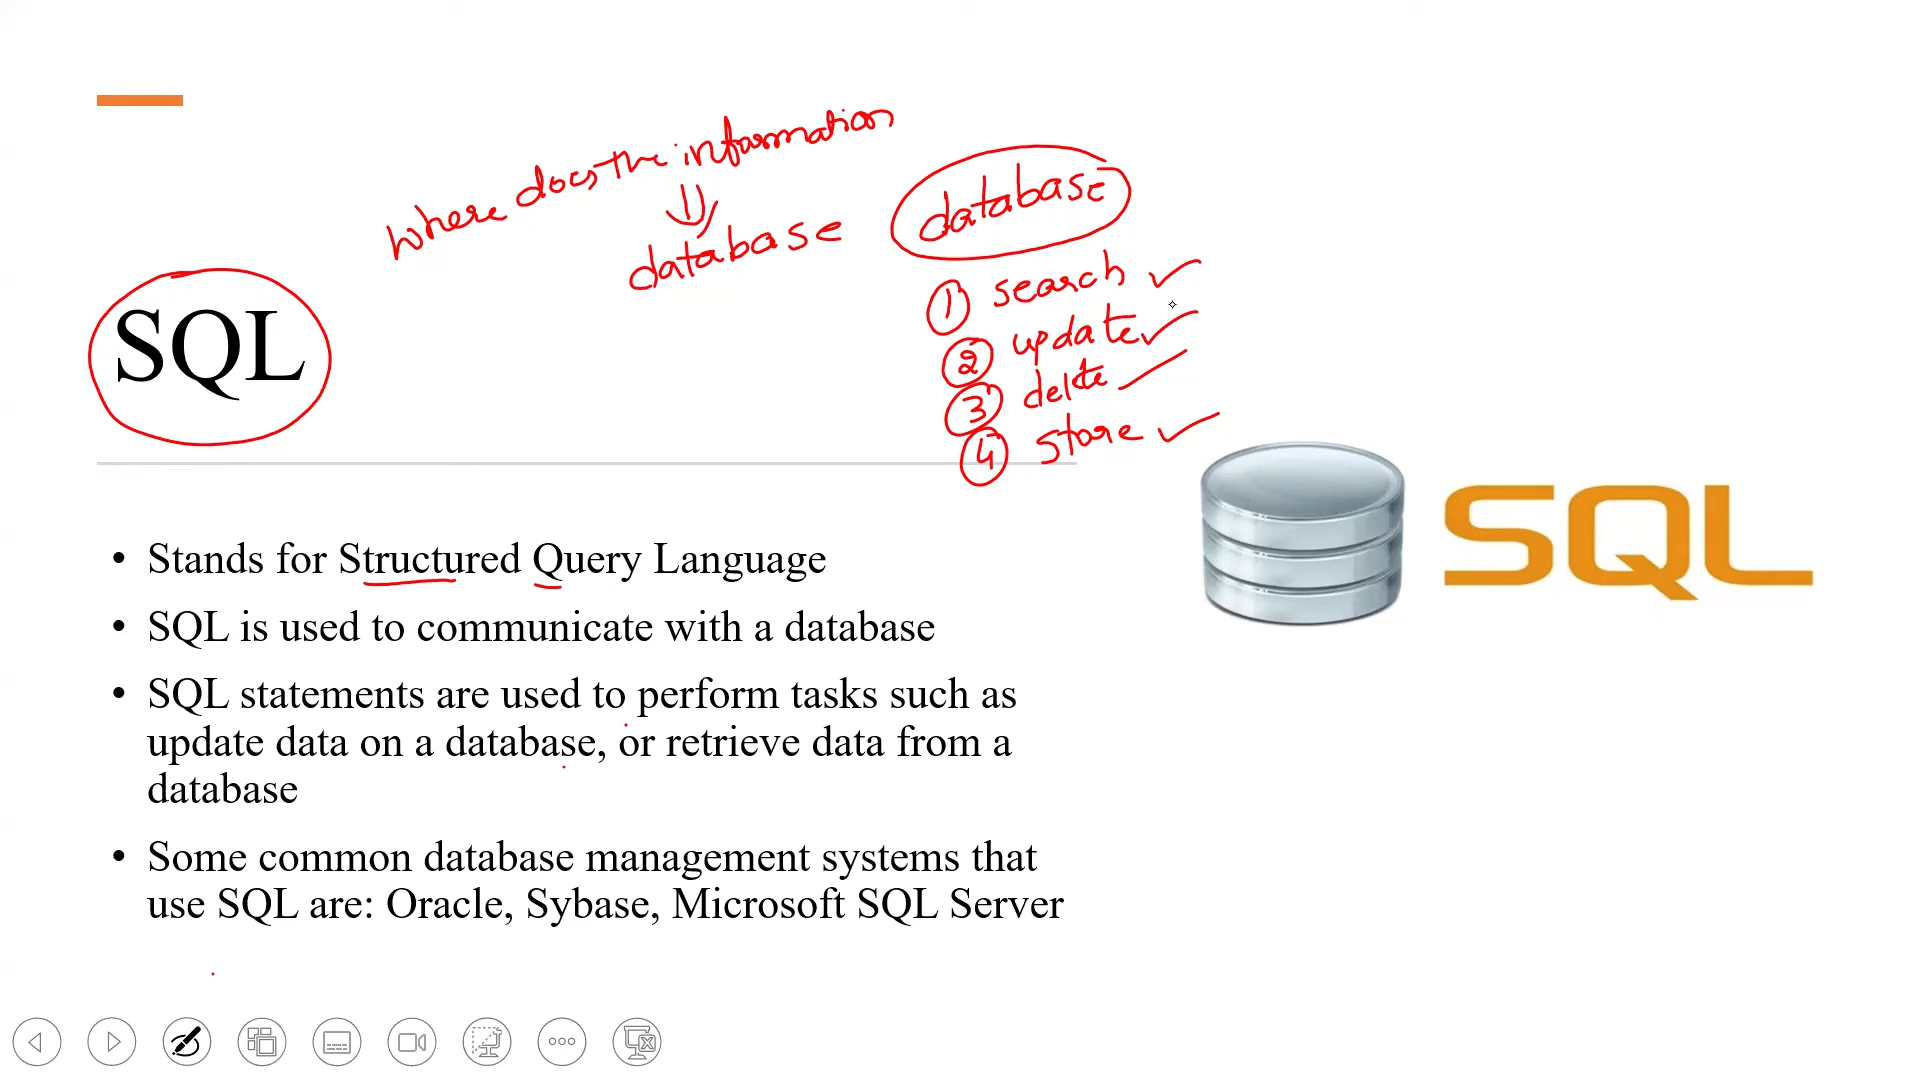 where does the information
database
database
① search ✓
② update ✓
③ delte
④ store ✓
SQL
• Stands for Structured Query Language
• SQL is used to communicate with a database
• SQL statements are used to perform tasks such as
update data on a database, or retrieve data from a
database
• Some common database management systems that
use SQL are: Oracle, Sybase, Microsoft SQL Server
SQL